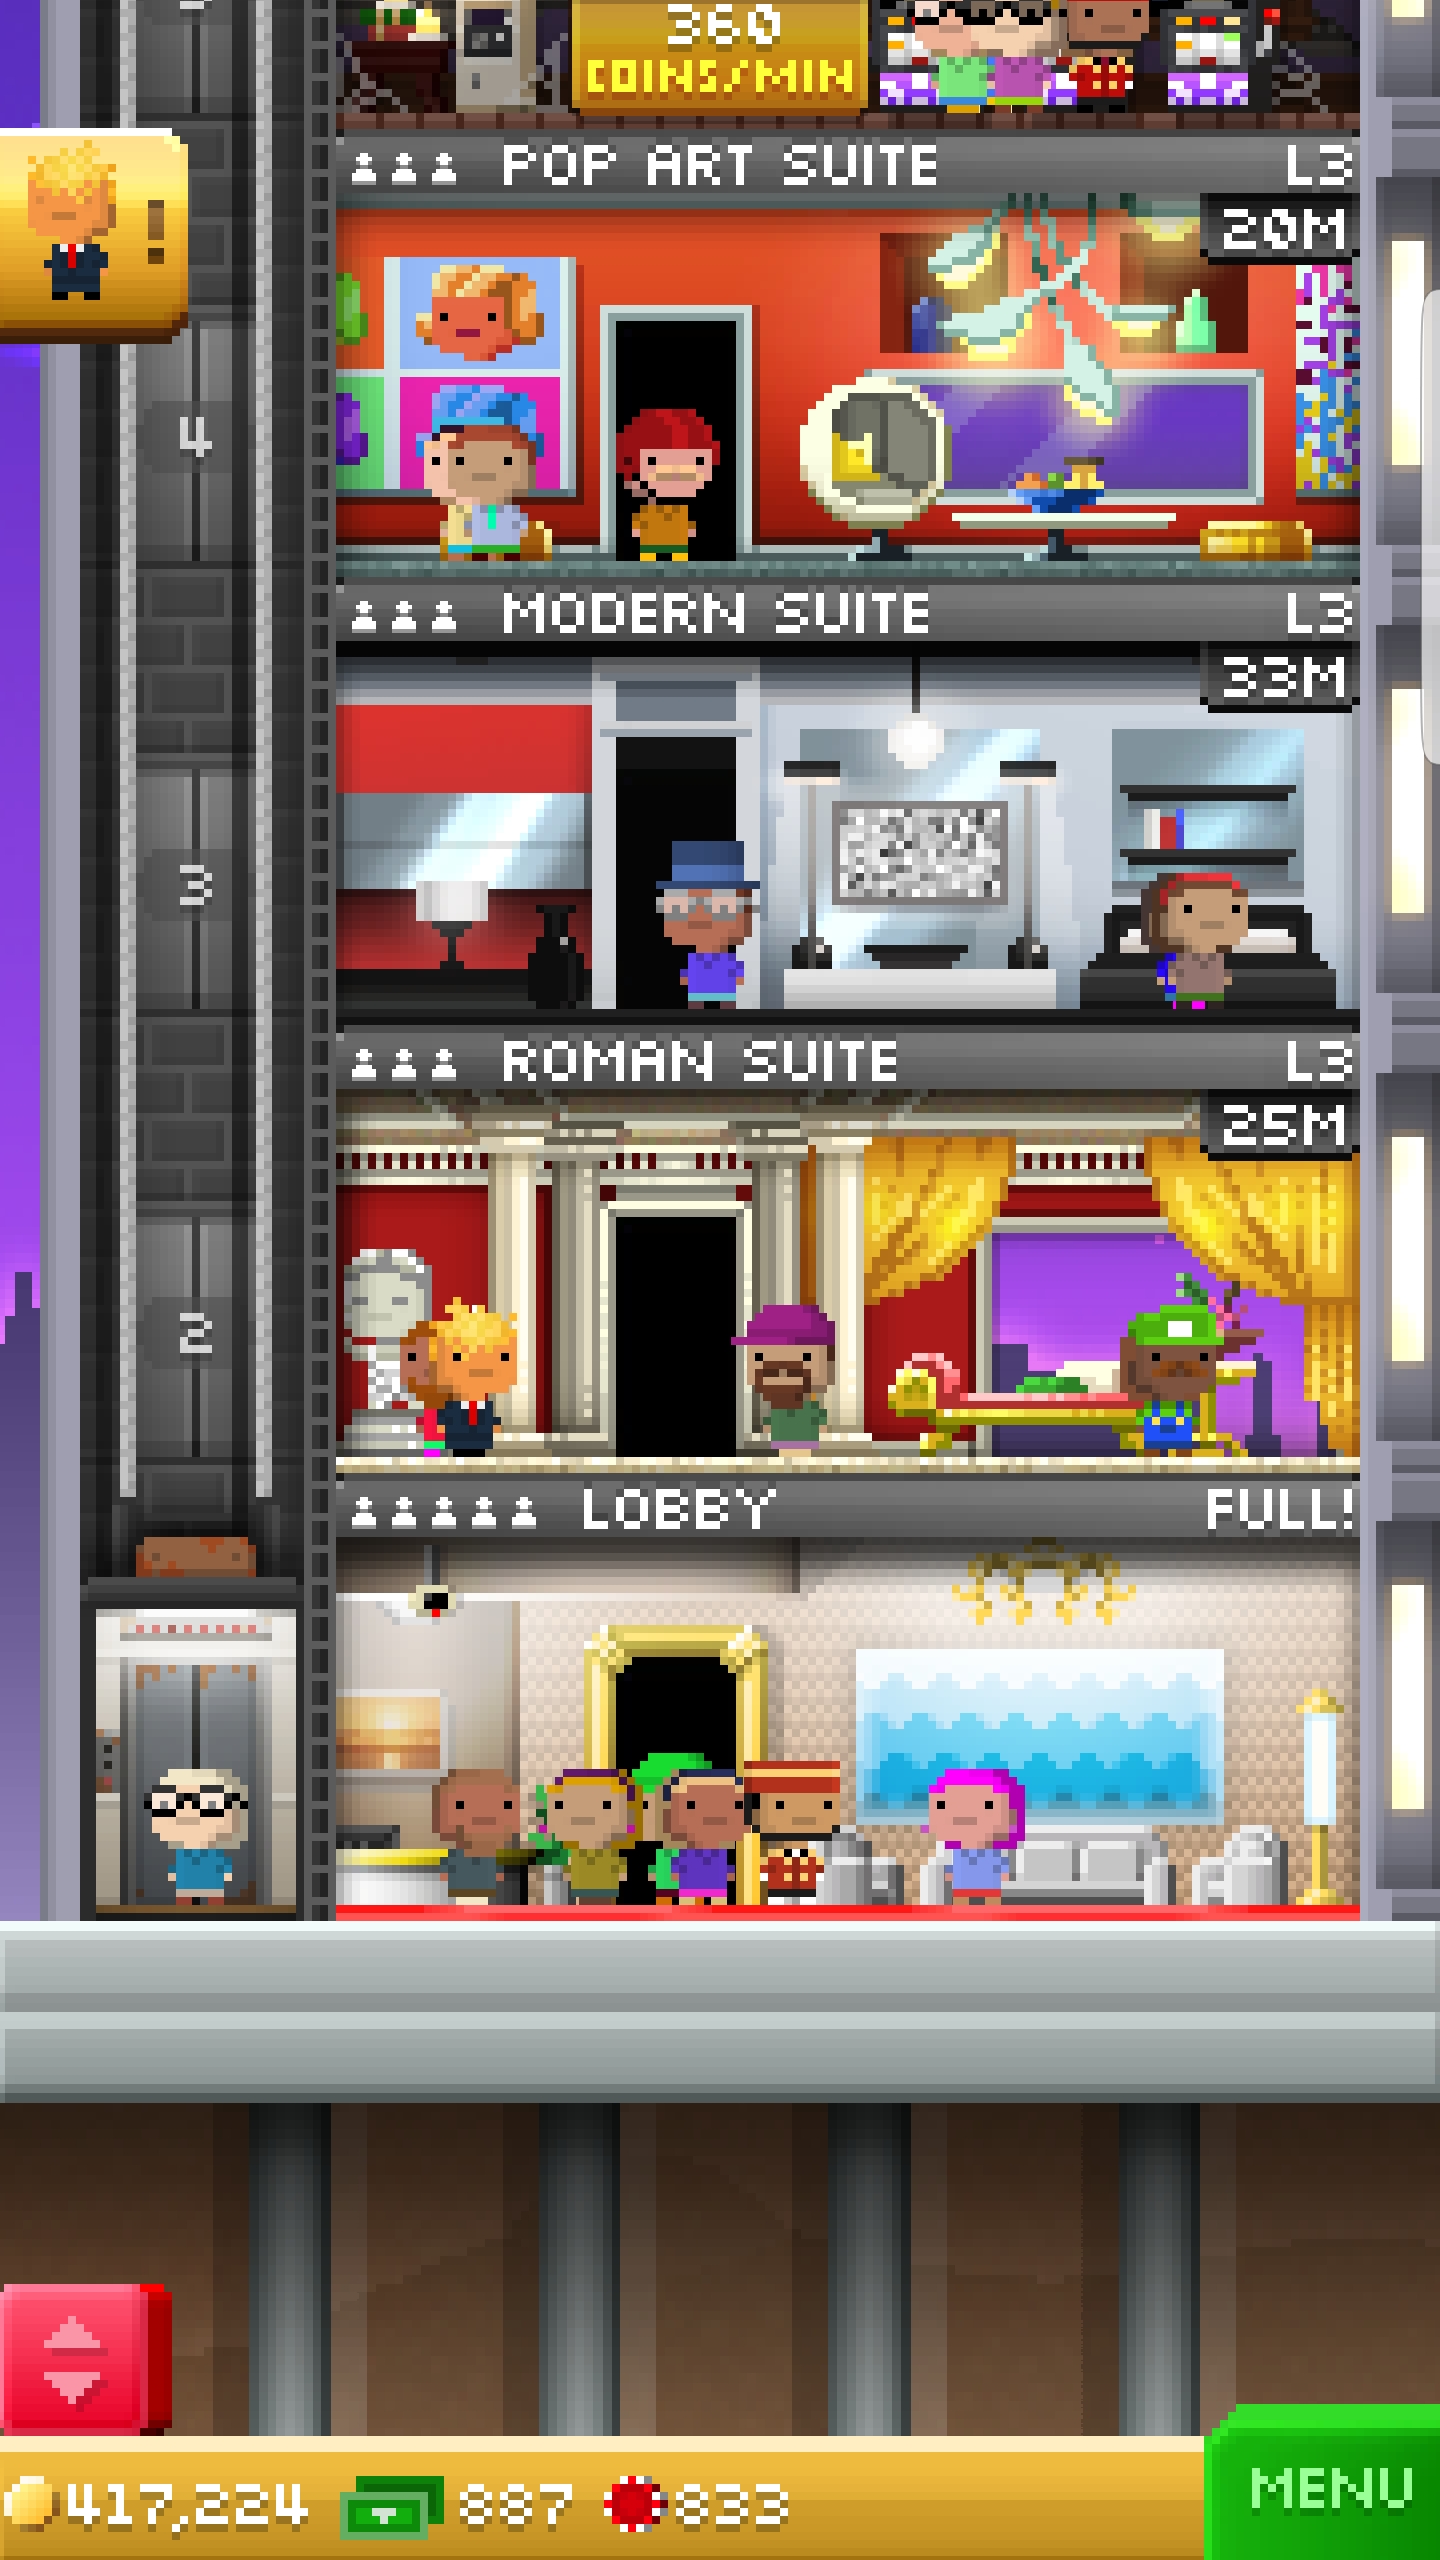 360
COINS/MIN
POP ART SUITE L3
20M
!
4
MODERN SUITE L3
33M
3
ROMAN SUITE L3
25M
2
LOBBY FULL!
MENU
417,224 887 833